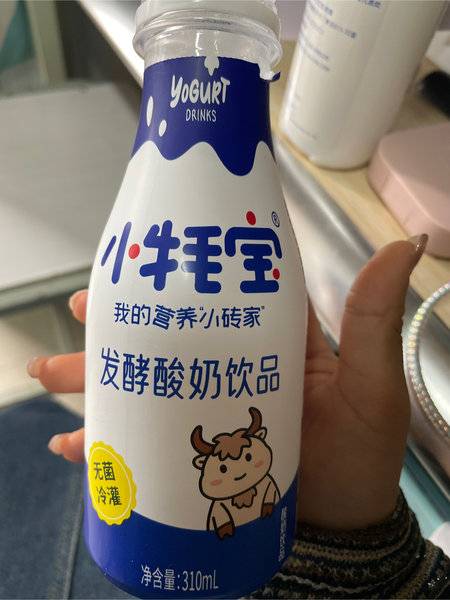 YOGURT
DRINKS
小牦宝®
我的营养“小砖家”
发酵酸奶饮品
无菌
冷灌
净含量:310mL